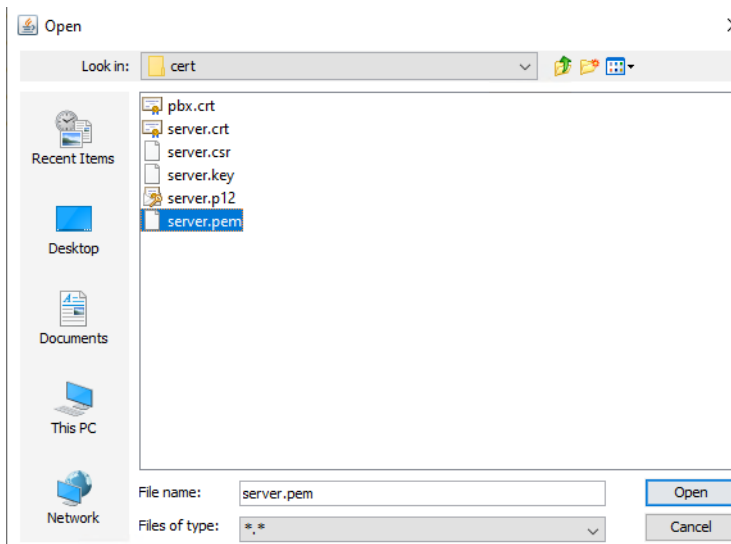 Open
Look in:
cert
Recent Items
Desktop
Documents
This PC
Network
pbx.crt
server.crt
server.csr
server.key
server.p12
server.pem
File name:
server.pem
Open
Files of type:
*.*
Cancel